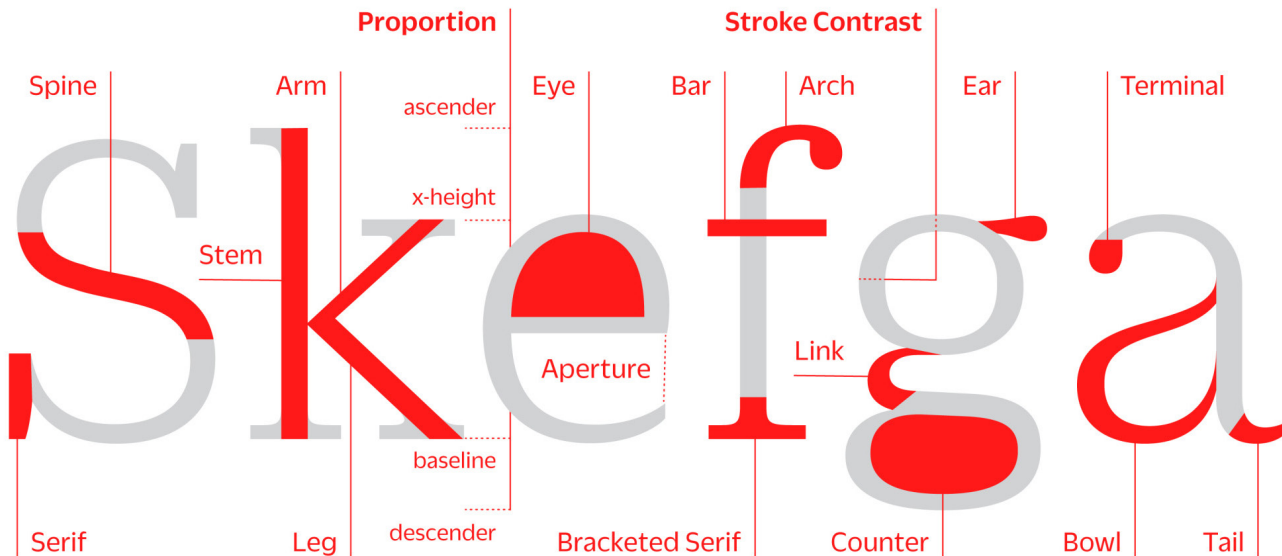 Proportion
Stroke Contrast
Spine
Arm
Eye
Bar
Arch
Ear
Terminal
ascender
x-height
Stem
Skefga
Link
Aperture
baseline
descender
Serif
Leg
Bracketed Serif
Counter
Bowl
Tail